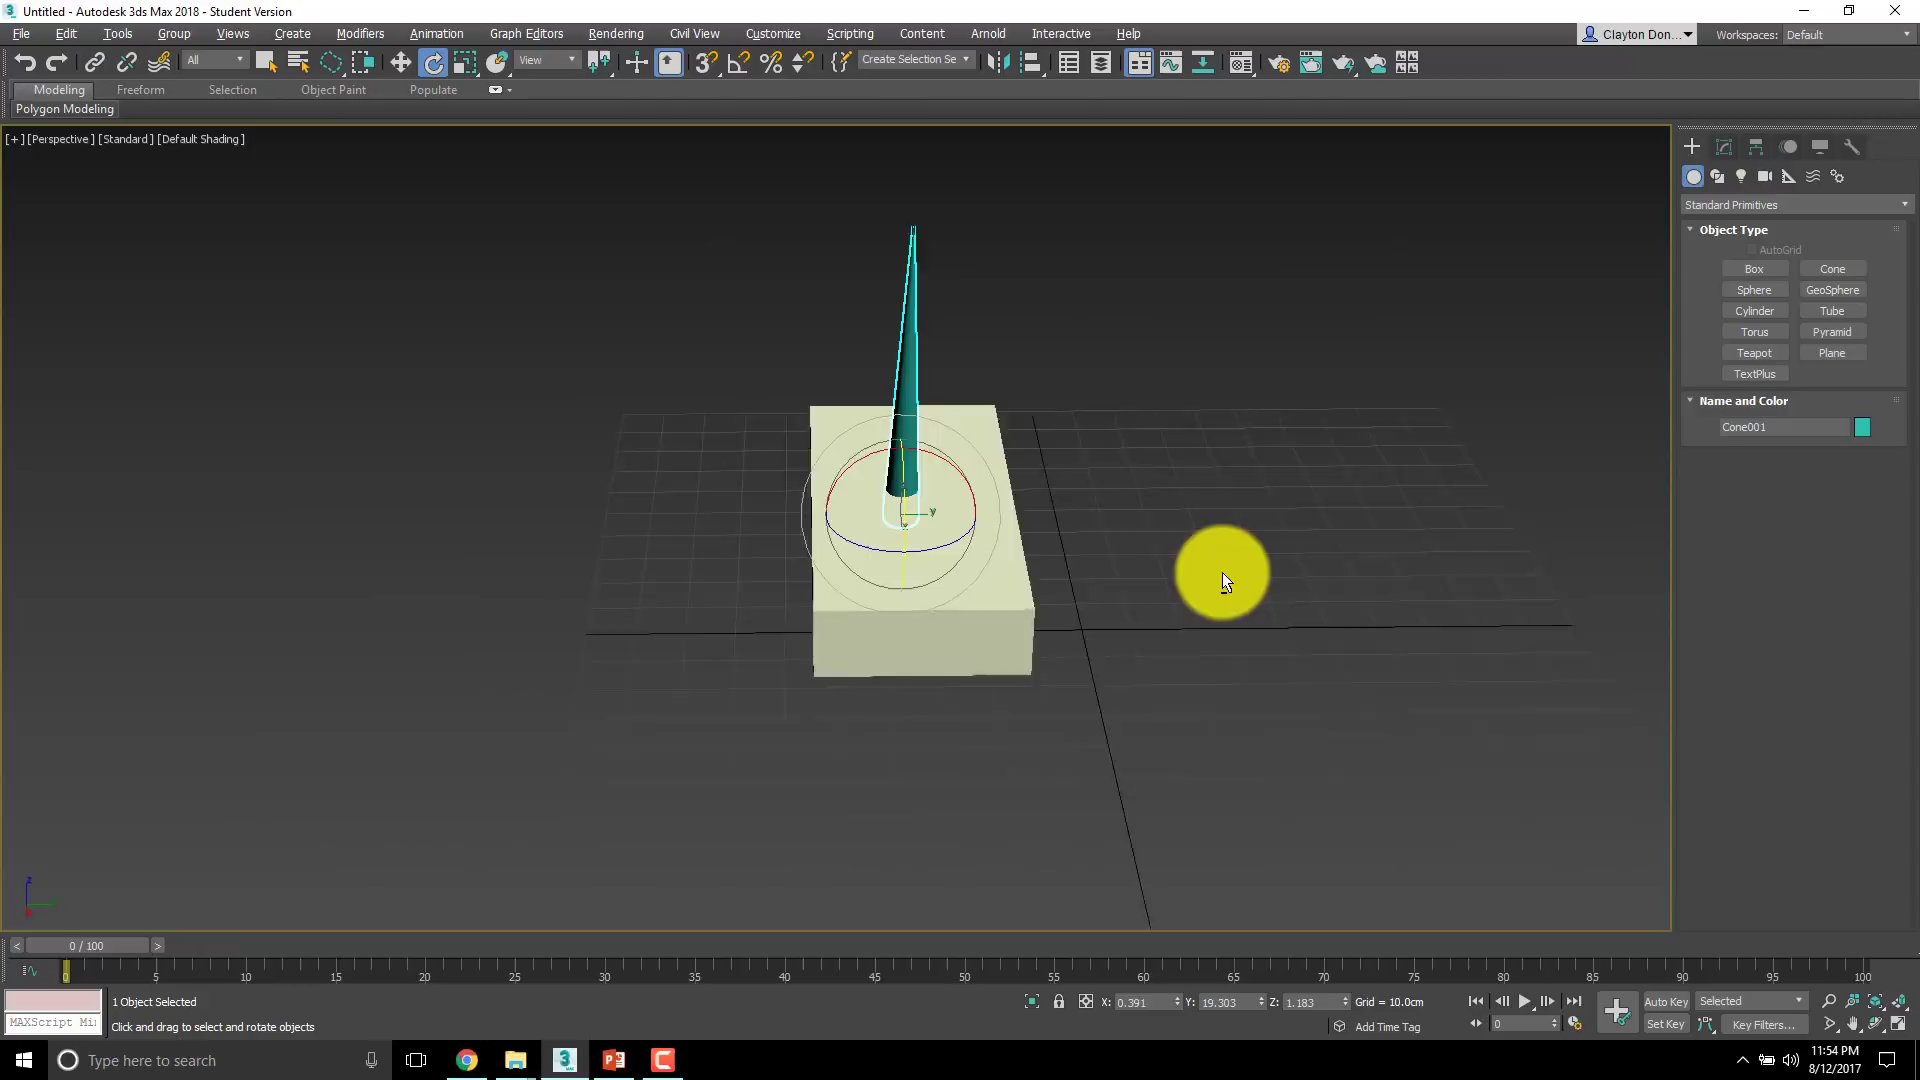 Untitled - Autodesk 3ds Max 2018 - Student Version
File Edit Tools Group Views Create Modifiers Animation Graph Editors Rendering Civil View Customize Scripting Content Arnold Interactive Help
Clayton Don...
Workspaces: Default
All
View
Create Selection Se
Modeling Freeform Selection Object Paint Populate
Polygon Modeling
[+] [Perspective] [Standard] [Default Shading]
Standard Primitives
Object Type
AutoGrid
Box Cone
Sphere GeoSphere
Cylinder Tube
Torus Pyramid
Teapot Plane
TextPlus
Name and Color
Cone001
y
z
< 0 / 100 >
0 5 10 15 20 25 30 35 40 45 50 55 60 65 70 75 80 85 90 95 100
1 Object Selected
X: 0.391 Y: 19.303 Z: 1.183 Grid = 10.0cm
Auto Key Selected
MAXScript Mi
Click and drag to select and rotate objects
Add Time Tag
0
Set Key Key Filters...
Type here to search
11:54 PM
8/12/2017